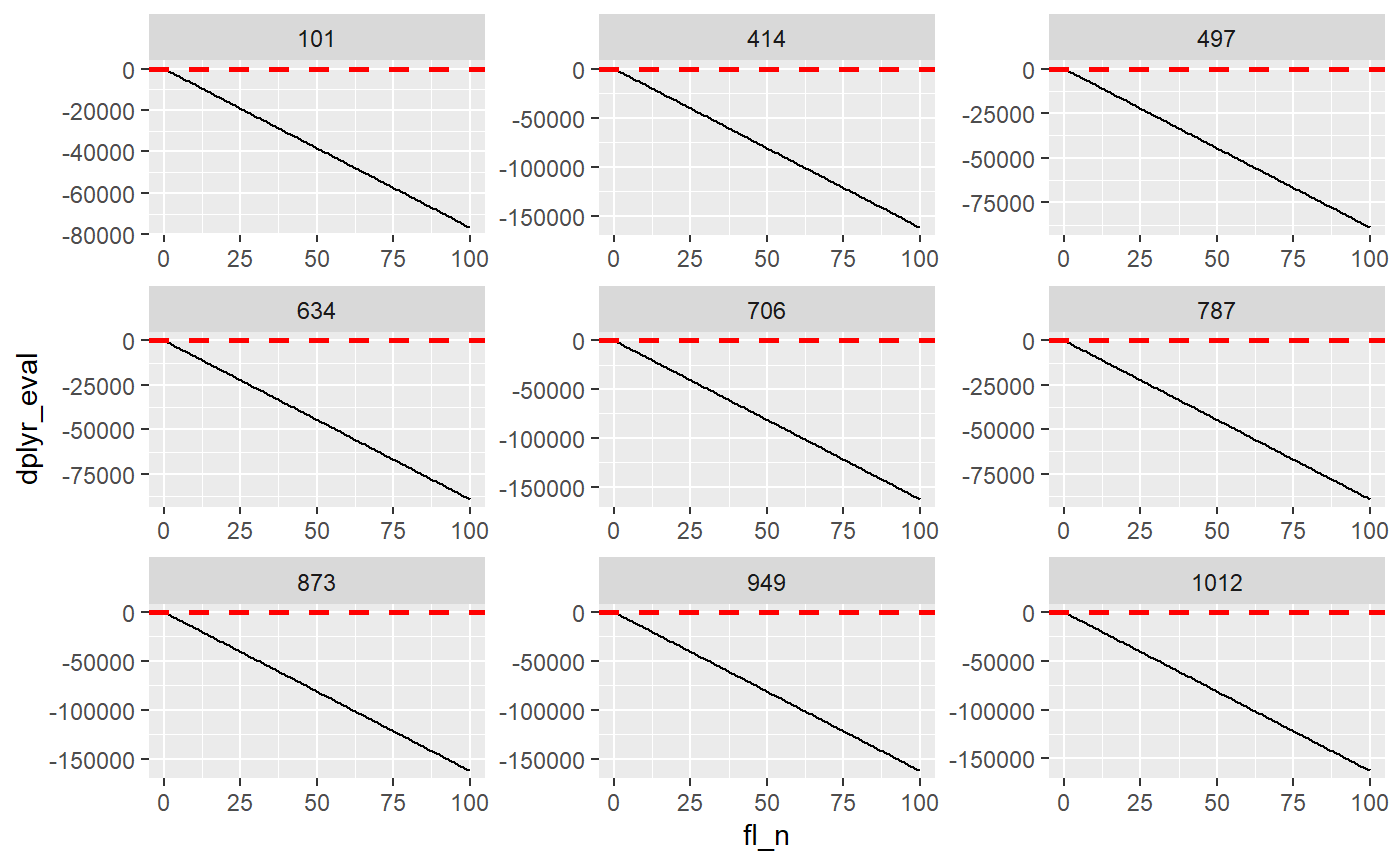 101 414 497
0 0 0
-20000 -50000 -25000
-40000 -100000 -50000
-60000 -150000 -75000
-80000
0 25 50 75 100 0 25 50 75 100 0 25 50 75 100
634 706 787
0 0 0
-25000 -50000 -25000
-50000 -100000 -50000
-75000 -150000 -75000
0 25 50 75 100 0 25 50 75 100 0 25 50 75 100
dplyr_eval
873 949 1012
0 0 0
-50000 -50000 -50000
-100000 -100000 -100000
-150000 -150000 -150000
0 25 50 75 100 0 25 50 75 100 0 25 50 75 100
fl_n